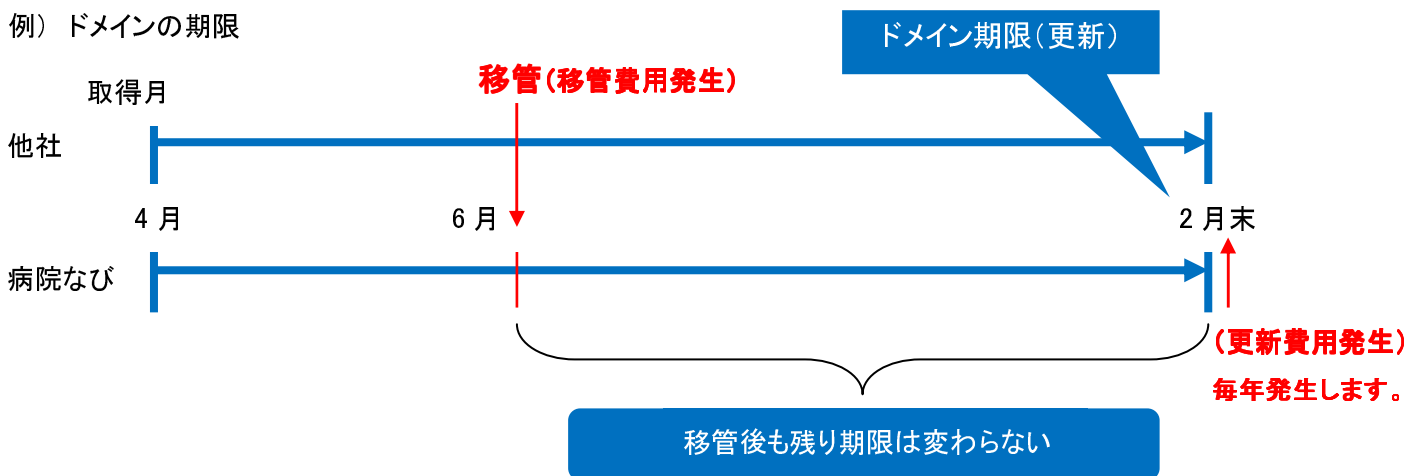 例） ドメインの期限
ドメイン期限（更新）
移管（移管費用発生）
取得月
他社
4 月
6 月
2 月末
病院なび
（更新費用発生）
毎年発生します。
移管後も残り期限は変わらない